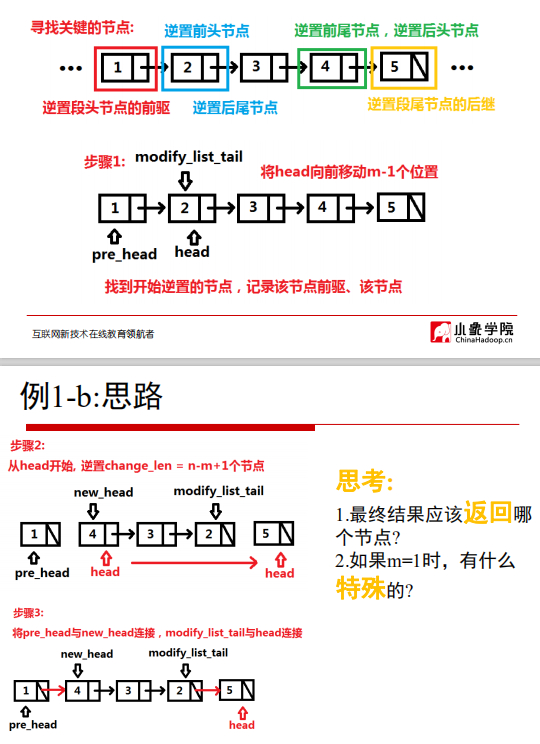 寻找关键的节点:
逆置前头节点
逆置前尾节点，逆置后头节点
••• 1 2 3 4 5 •••
逆置段头节点的前驱
逆置后尾节点
逆置段尾节点的后继
步骤1:
modify_list_tail
将head向前移动m-1个位置
1 2 3 4 5
pre_head
head
找到开始逆置的节点，记录该节点前驱、该节点
互联网新技术在线教育领航者
小象学院
ChinaHadoop.cn
例1-b:思路
步骤2:
从head开始, 逆置change_len = n-m+1个节点
new_head
modify_list_tail
1 4 3 2 5
pre_head
head
head
步骤3:
将pre_head与new_head连接，modify_list_tail与head连接
new_head
modify_list_tail
1 4 3 2 5
pre_head
head
思考:
1.最终结果应该返回哪
个节点?
2.如果m=1时，有什么
特殊的?